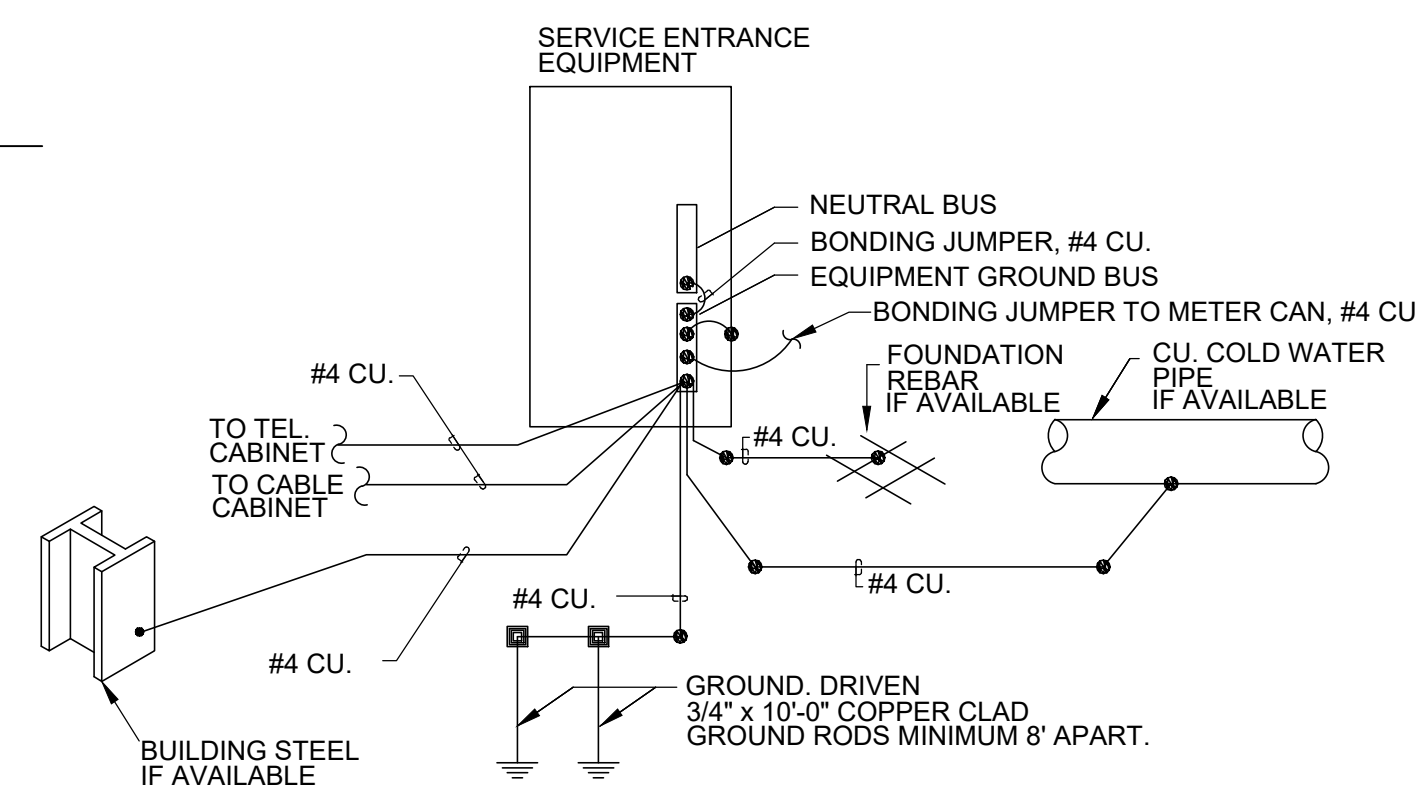 SERVICE ENTRANCE
EQUIPMENT
NEUTRAL BUS
BONDING JUMPER, #4 CU.
EQUIPMENT GROUND BUS
BONDING JUMPER TO METER CAN, #4 CU
FOUNDATION
REBAR
IF AVAILABLE
CU. COLD WATER
PIPE
IF AVAILABLE
#4 CU.
TO TEL.
CABINET
TO CABLE
CABINET
#4 CU.
#4 CU.
#4 CU.
#4 CU.
GROUND. DRIVEN
3/4" x 10'-0" COPPER CLAD
GROUND RODS MINIMUM 8' APART.
BUILDING STEEL
IF AVAILABLE